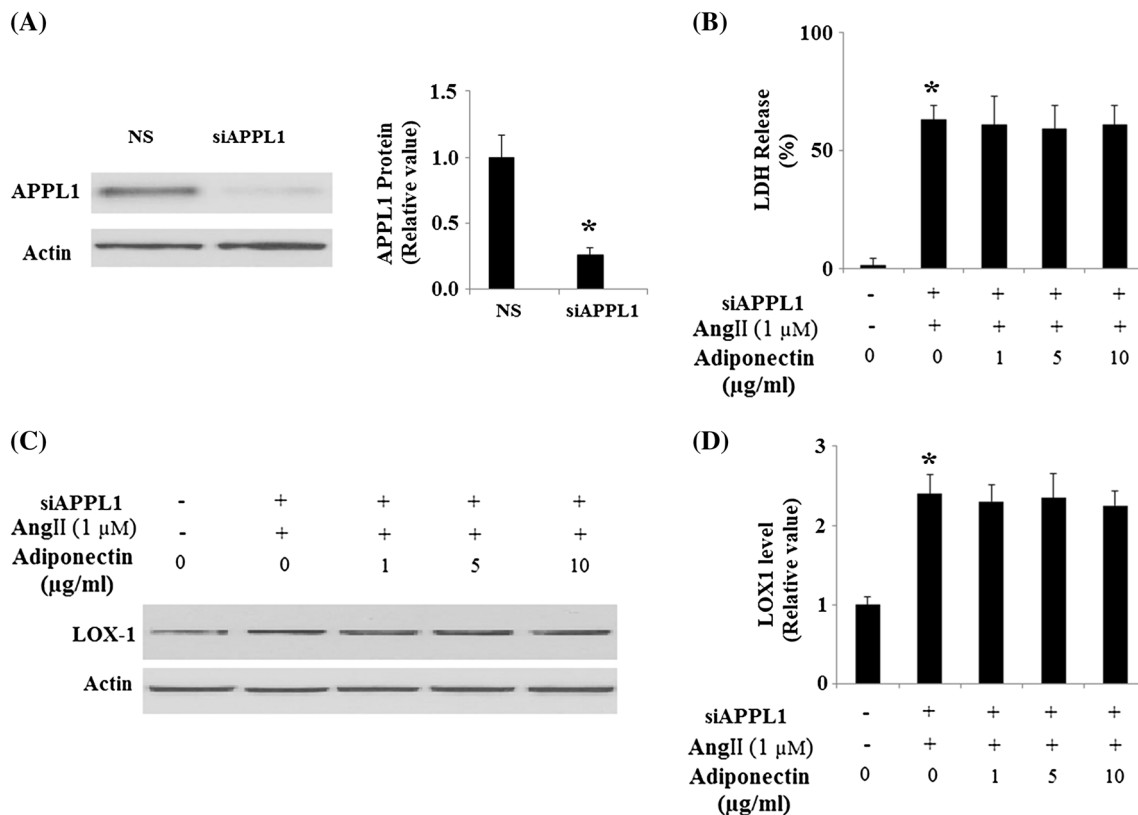 (A)
NS siAPPL1
APPL1
Actin
1.5
1.0
0.5
0.0
APPL1 Protein
(Relative value)
*
NS siAPPL1
(B)
100
50
0
LDH Release
(%)
*
siAPPL1 - + + + +
AngII (1 µM) - + + + +
Adiponectin 0 0 1 5 10
(µg/ml)
(C)
siAPPL1 - + + + +
AngII (1 µM) - + + + +
Adiponectin 0 0 1 5 10
(µg/ml)
LOX-1
Actin
(D)
3
2
1
0
LOX1 level
(Relative value)
*
siAPPL1 - + + + +
AngII (1 µM) - + + + +
Adiponectin 0 0 1 5 10
(µg/ml)